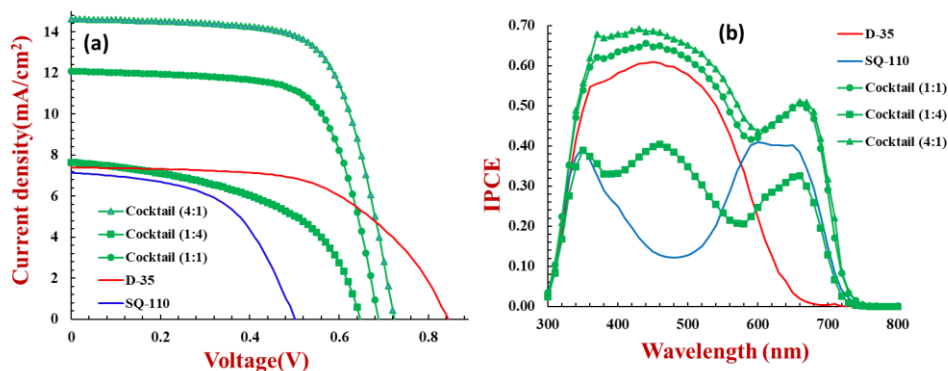 (a)
Current density(mA/cm²)
14
12
10
8
6
4
2
0
Cocktail (4:1)
Cocktail (1:4)
Cocktail (1:1)
D-35
SQ-110
0 0.2 0.4 0.6 0.8
Voltage(V)
(b)
IPCE
0.70
0.60
0.50
0.40
0.30
0.20
0.10
0.00
300 400 500 600 700 800
Wavelength (nm)
D-35
SQ-110
Cocktail (1:1)
Cocktail (1:4)
Cocktail (4:1)